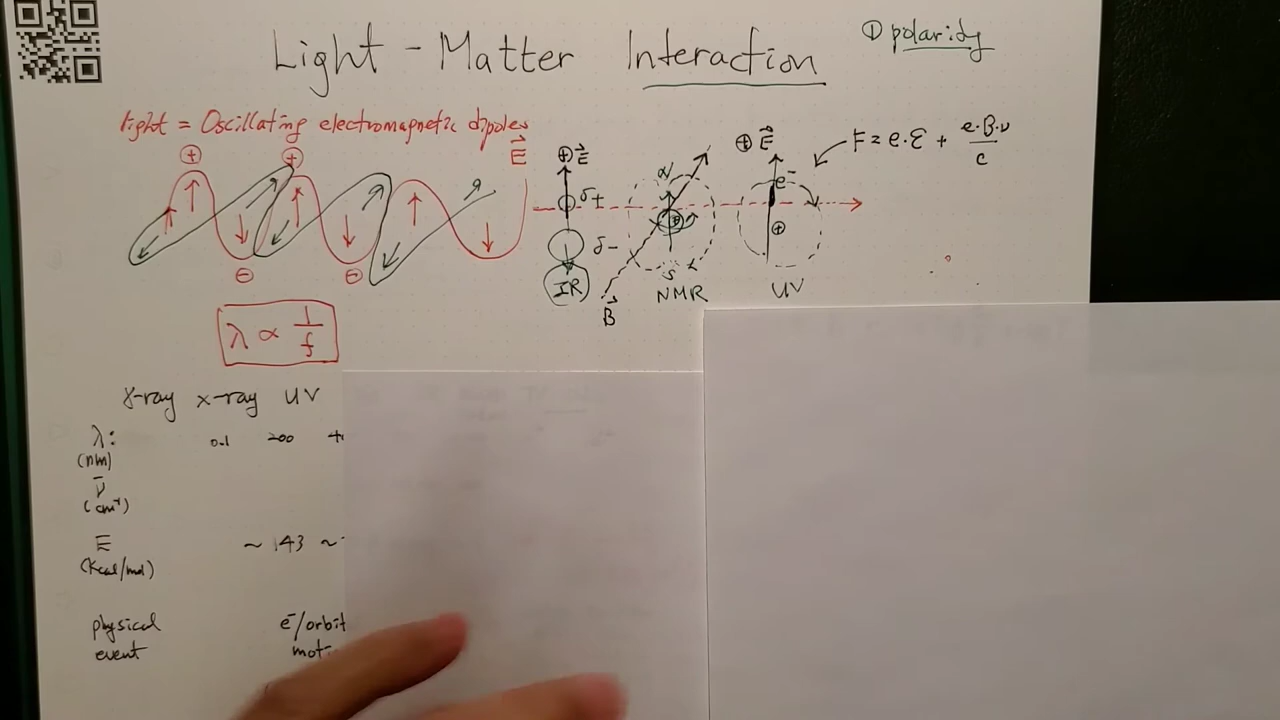 Light - Matter Interaction
① polarity
light = Oscillating electromagnetic dipoles
E⃗
⊕ ⊕
⊖ ⊖
⊕ E⃗
δ+
δ-
IR
α
⊕
S
NMR
B⃗
⊕ E⃗
e⁻
⊕
UV
F = e·ε + e·B·v/c
λ ∝ 1/f
γ-ray x-ray UV
λ: 0.1 200
(nm)
ν̄
(cm⁻¹)
E ~ 143 ~
(Kcal/mol)
physical e⁻/orbit
event mot